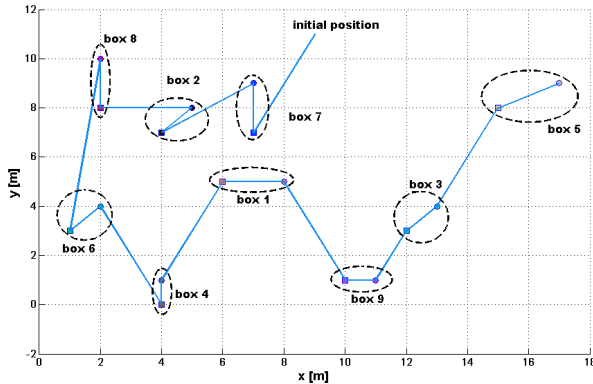 12
initial position
box 8
10
box 2
8
box 7
box 5
6
box 1
box 3
y [m]
4
box 6
2
box 4
box 9
0
-2
0
2
4
6
8
10
12
14
16
18
x [m]